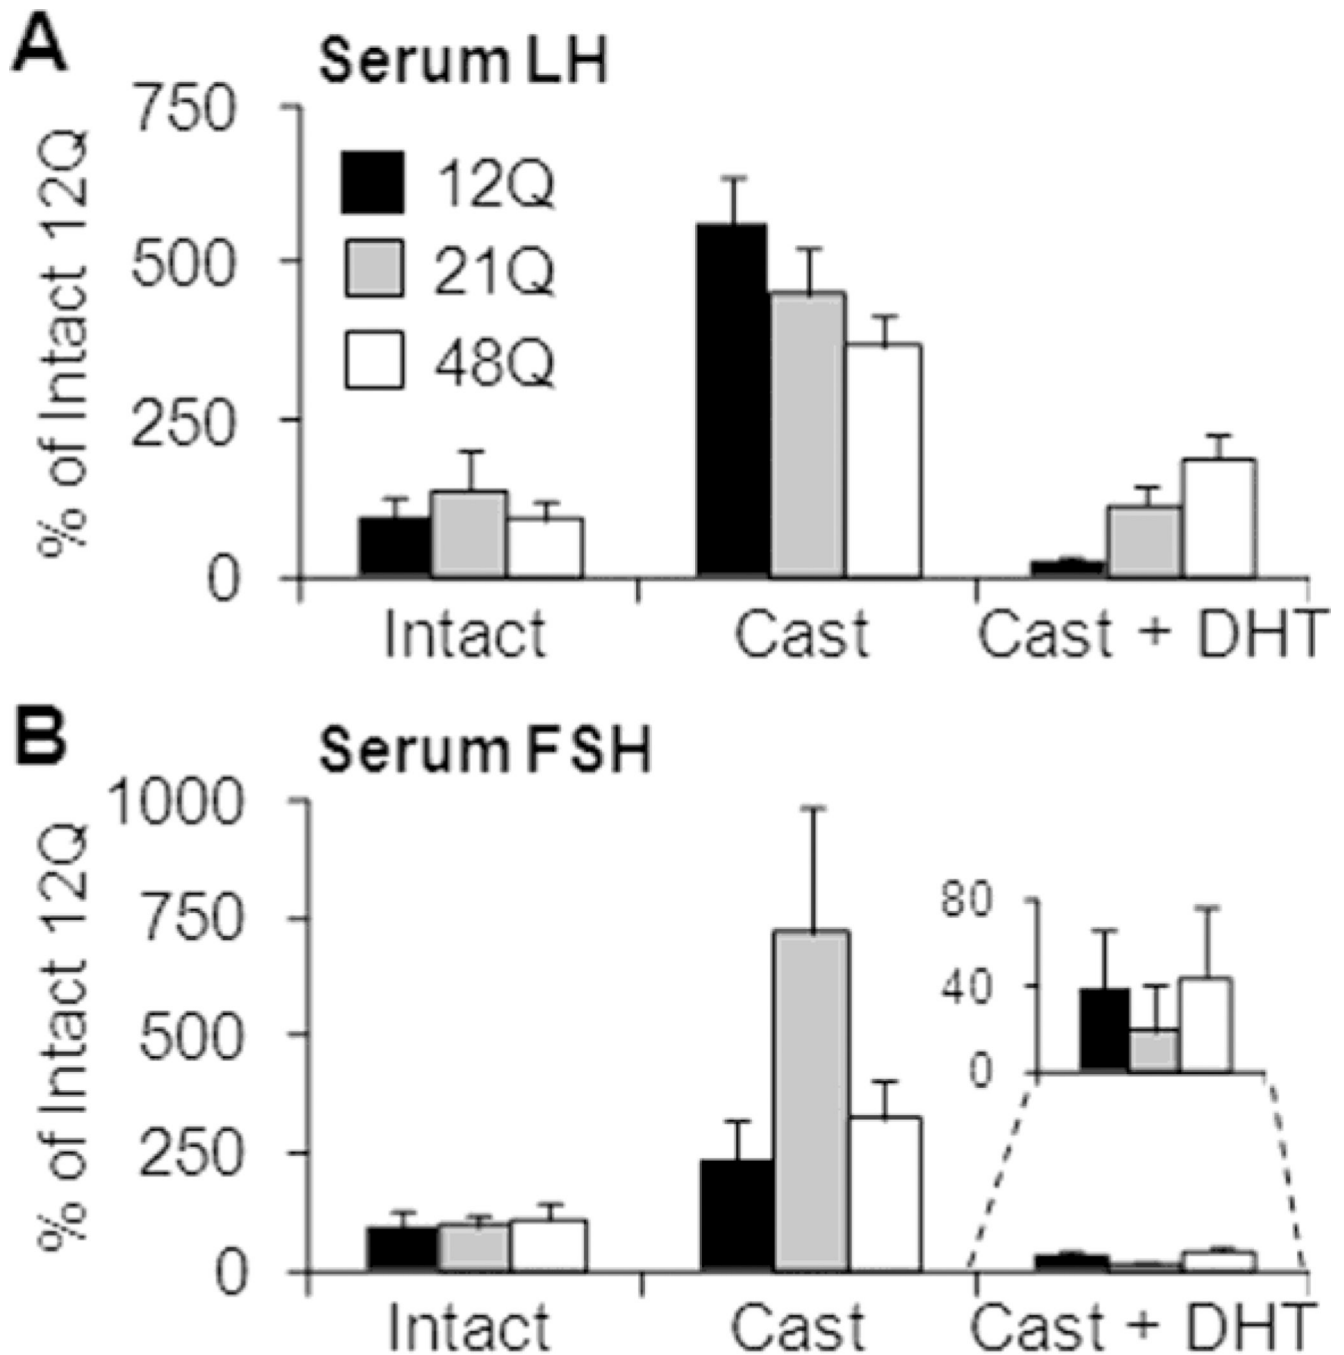 A
Serum LH
% of Intact 12Q
750
500
250
0
12Q
21Q
48Q
Intact
Cast
Cast + DHT
B
Serum FSH
% of Intact 12Q
1000
750
500
250
0
80
40
0
Intact
Cast
Cast + DHT